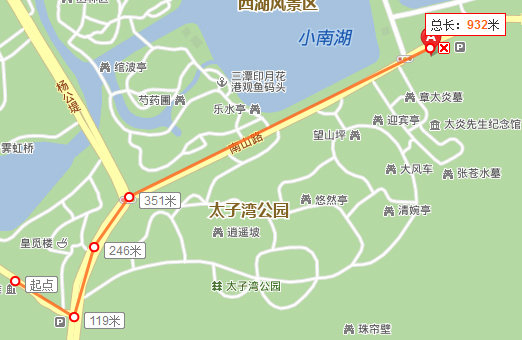 西湖风景区
总长：932米
小南湖
P
绾波亭
杨公堤
三潭印月花
港观鱼码头
芍药圃
乐水亭
章太炎墓
迎宾亭
太炎先生纪念馆
望山坪
南山路
霁虹桥
大风车
张苍水墓
351米
悠然亭
太子湾公园
清婉亭
逍遥坡
皇觅楼
246米
起点
太子湾公园
P
119米
珠帘壁